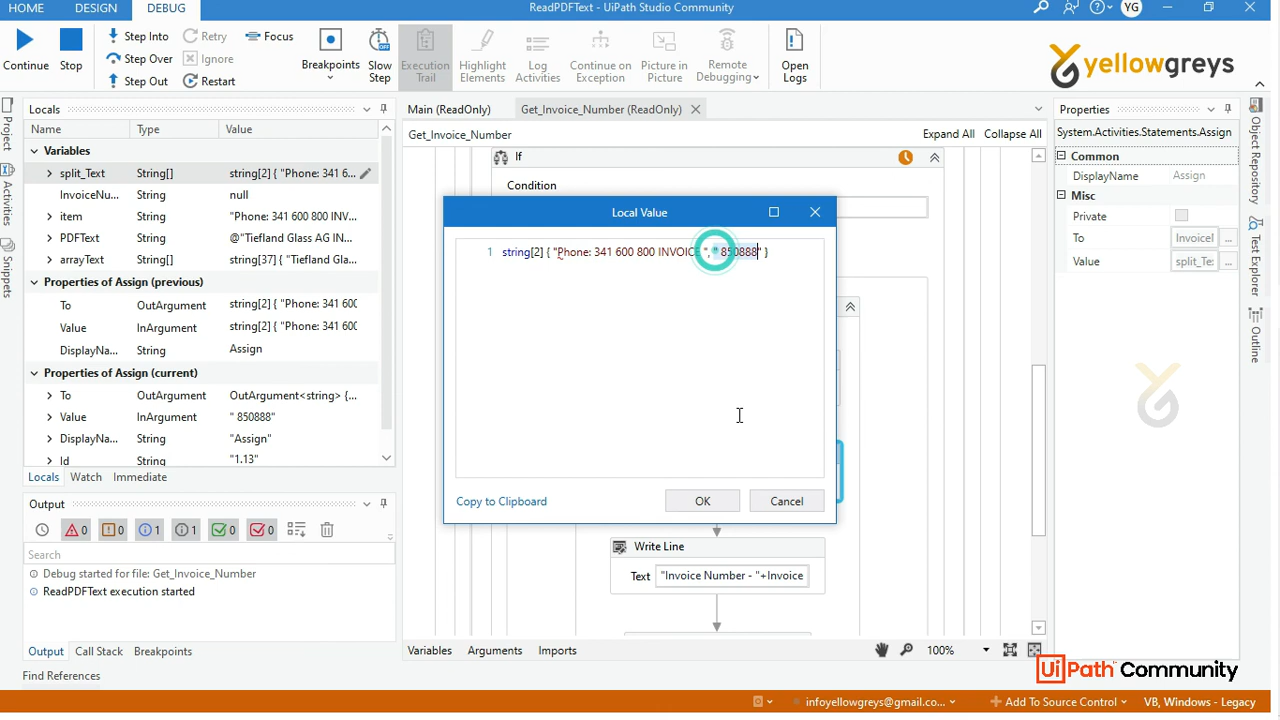 HOME DESIGN DEBUG ReadPDFText - UiPath Studio Community YG
Continue Stop Step Into Step Over Step Out Retry Ignore Restart Focus Breakpoints Slow Step Execution Trail Highlight Elements Log Activities Continue on Exception Picture in Picture Remote Debugging Open Logs
yellowgreys
Project
Activities
Snippets
Locals
Name Type Value
Variables
split_Text String[] string[2] { "Phone: 341 6...
InvoiceNu... String null
item String "Phone: 341 600 800 INV...
PDFText String @"Tiefland Glass AG IN...
arrayText String[] string[37] { "Tiefland ...
Properties of Assign (previous)
To OutArgument string[2] { "Phone: 341 600
Value InArgument string[2] { "Phone: 341 600
DisplayNa... String Assign
Properties of Assign (current)
To OutArgument OutArgument<string> {...
Value InArgument " 850888"
DisplayNa... String "Assign"
Id String "1.13"
Locals Watch Immediate
Output
0 0 1 1 0 0
Search
Debug started for file: Get_Invoice_Number
ReadPDFText execution started
Output Call Stack Breakpoints
Find References
Main (ReadOnly) Get_Invoice_Number (ReadOnly)
Get_Invoice_Number Expand All Collapse All
If
Condition
Local Value
1 string[2] { "Phone: 341 600 800 INVOICE ", " 850888" }
Copy to Clipboard OK Cancel
Write Line
Text "Invoice Number - "+Invoice
Variables Arguments Imports 100%
Properties
System.Activities.Statements.Assign
Common
DisplayName Assign
Misc
Private
To InvoiceI ...
Value split_Te: ...
Object Repository
Test Explorer
Outline
UiPath Community
infoyellowgreys@gmail.co... Add To Source Control VB, Windows - Legacy